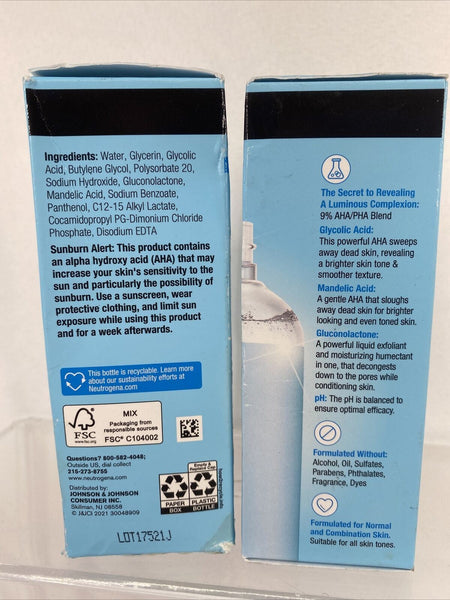 Ingredients: Water, Glycerin, Glycolic
Acid, Butylene Glycol, Polysorbate 20,
Sodium Hydroxide, Gluconolactone,
Mandelic Acid, Sodium Benzoate,
Panthenol, C12-15 Alkyl Lactate,
Cocamidopropyl PG-Dimonium Chloride
Phosphate, Disodium EDTA
Sunburn Alert: This product contains
an alpha hydroxy acid (AHA) that may
increase your skin's sensitivity to the
sun and particularly the possibility of
sunburn. Use a sunscreen, wear
protective clothing, and limit sun
exposure while using this product
and for a week afterwards.
This bottle is recyclable. Learn more
about our sustainability efforts at
Neutrogena.com
FSC
www.fsc.org
MIX
Packaging from
responsible sources
FSC® C104002
Questions? 800-582-4048;
Outside US, dial collect
215-273-8755
www.neutrogena.com
Distributed by:
JOHNSON & JOHNSON
CONSUMER INC.
Skillman, NJ 08558
© J&JCI 2021 30048909
PAPER
BOX
PLASTIC
BOTTLE
LOT17521J
The Secret to Revealing
A Luminous Complexion:
9% AHA/PHA Blend
Glycolic Acid:
This powerful AHA sweeps
away dead skin, revealing
a brighter skin tone &
smoother texture.
Mandelic Acid:
A gentle AHA that sloughs
away dead skin for brighter
looking and even toned skin.
Gluconolactone:
A powerful liquid exfoliant
and moisturizing humectant
in one, that decongests
down to the pores while
conditioning skin.
pH: The pH is balanced to
ensure optimal efficacy.
Formulated Without:
Alcohol, Oil, Sulfates,
Parabens, Phthalates,
Fragrance, Dyes
Formulated for Normal
and Combination Skin.
Suitable for all skin tones.